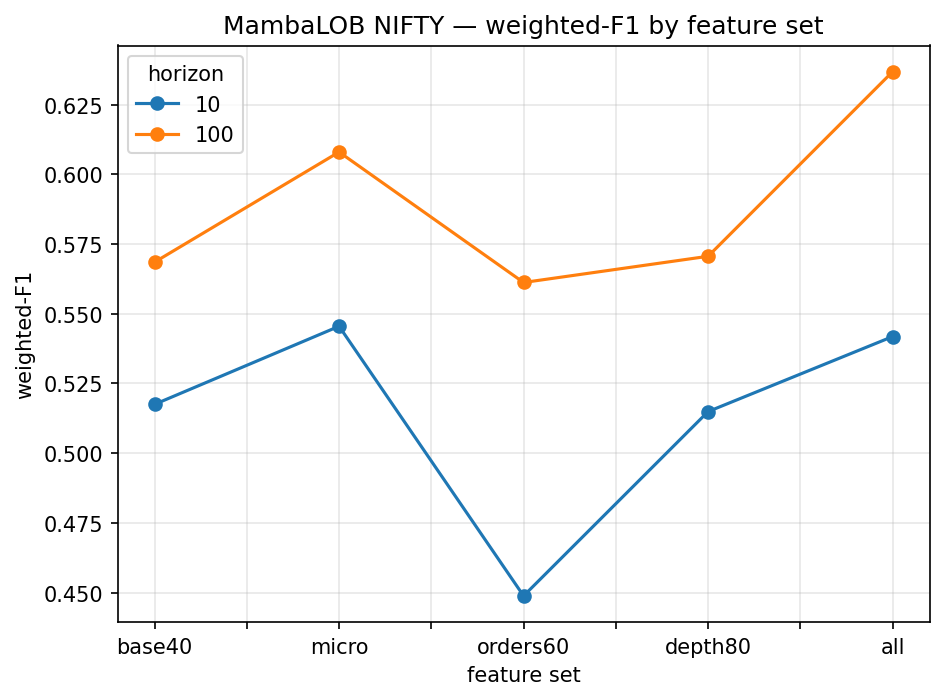 MambaLOB NIFTY — weighted-F1 by feature set
horizon
10
100
0.625
0.600
0.575
0.550
0.525
0.500
0.475
0.450
weighted-F1
base40 micro orders60 depth80 all
feature set